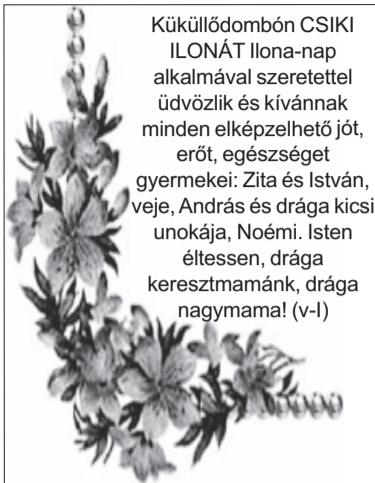 Küküllődombón CSIKI
ILONÁT Ilona-nap
alkalmával szeretettel
üdvözlik és kívánnak
minden elképzelhető jót,
erőt, egészséget
gyermekei: Zita és István,
veje, András és drága kicsi
unokája, Noémi. Isten
éltessen, drága
keresztmamánk, drága
nagymama! (v-I)